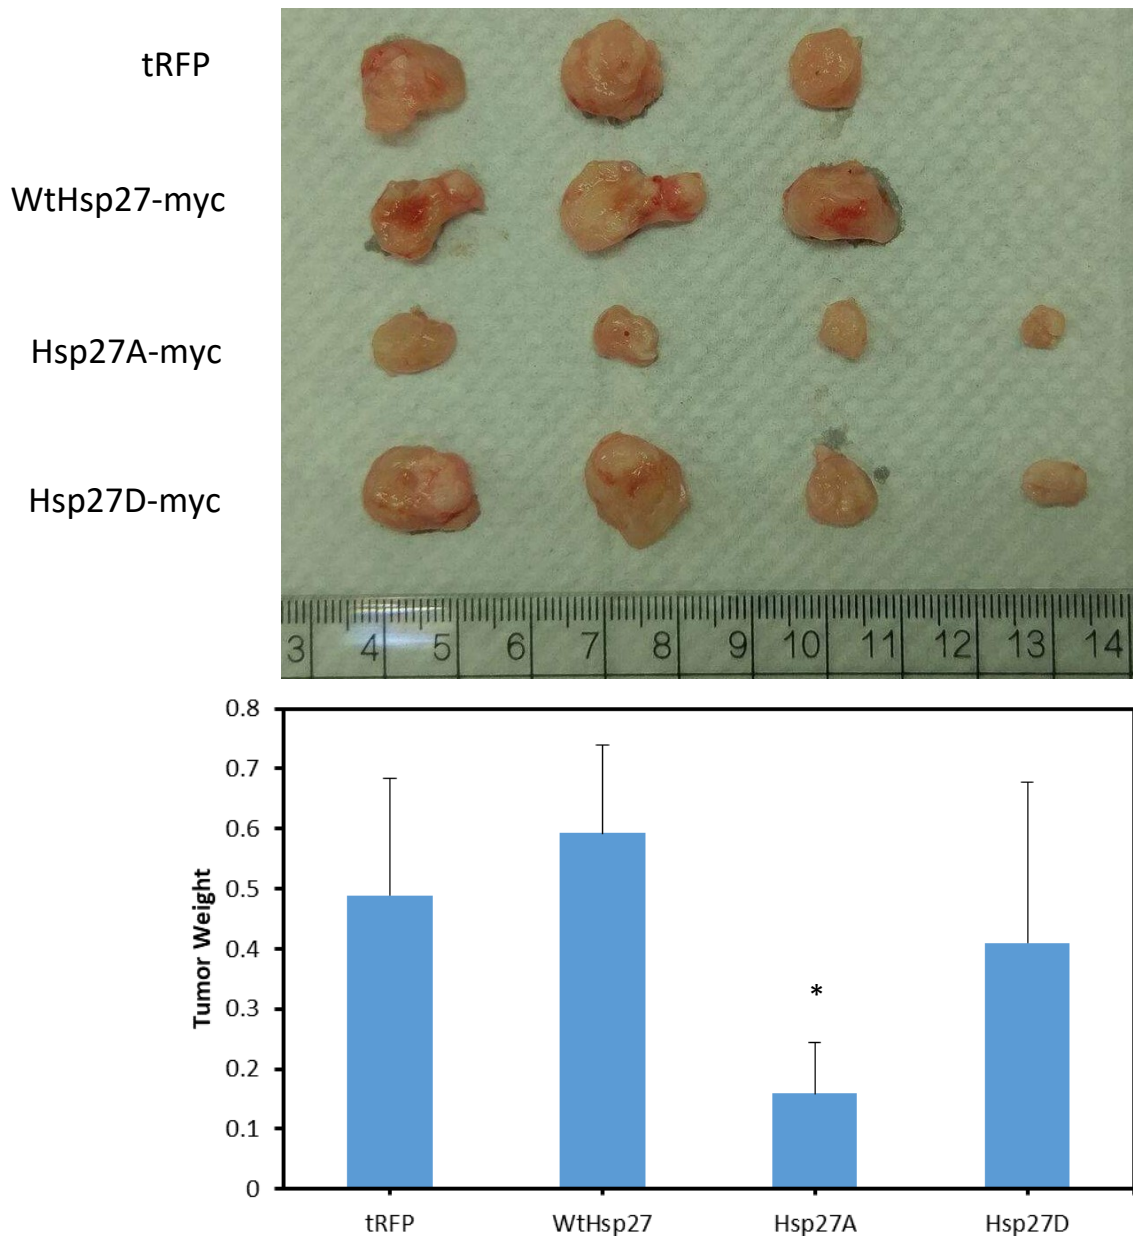 tRFP
WtHsp27-myc
Hsp27A-myc
Hsp27D-myc
3 4 5 6 7 8 9 10 11 12 13 14
0.8
0.7
0.6
0.5
0.4
0.3
0.2
0.1
0
Tumor Weight
*
tRFP WtHsp27 Hsp27A Hsp27D